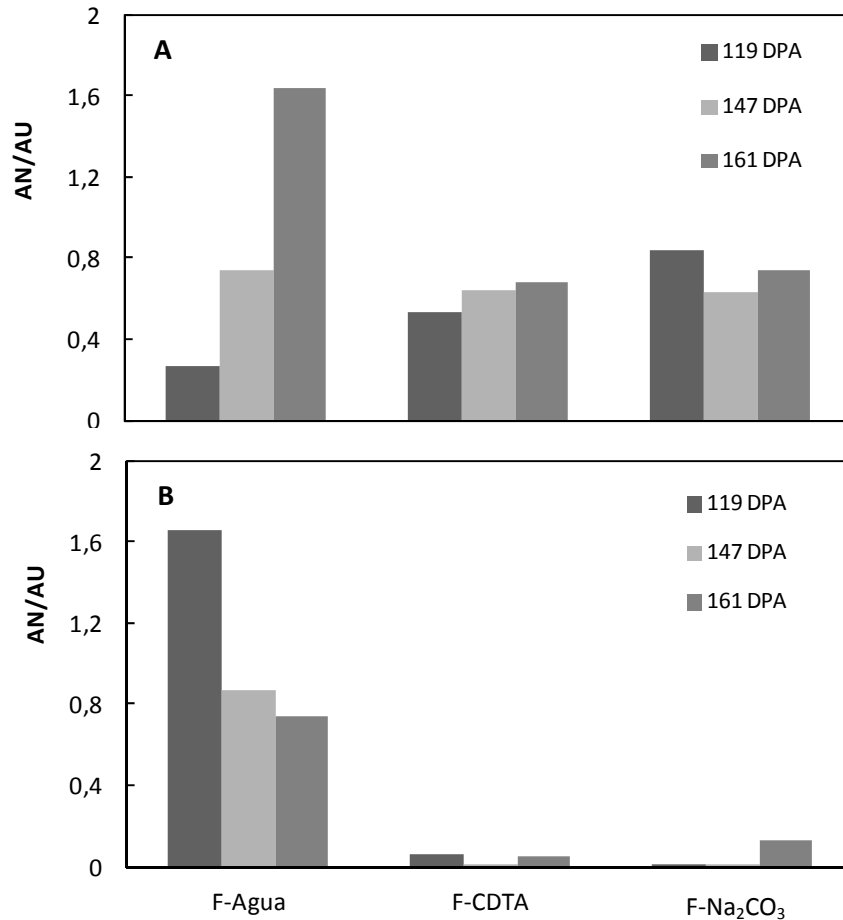 2
A
119 DPA
1,6
147 DPA
161 DPA
1,2
AN/AU
0,8
0,4
0
2
B
119 DPA
1,6
147 DPA
161 DPA
1,2
AN/AU
0,8
0,4
0
F-Agua
F-CDTA
F-Na₂CO₃